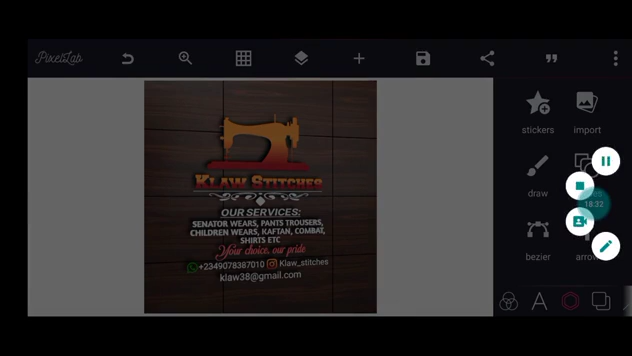 PixelLab
stickers
import
draw
18:32
bezier
KLAW STITCHES
OUR SERVICES:
SENATOR WEARS, PANTS TROUSERS,
CHILDREN WEARS, KAFTAN, COMBAT,
SHIRTS ETC
Your choice, our pride
+2349078387010 Klaw_stitches
klaw38@gmail.com